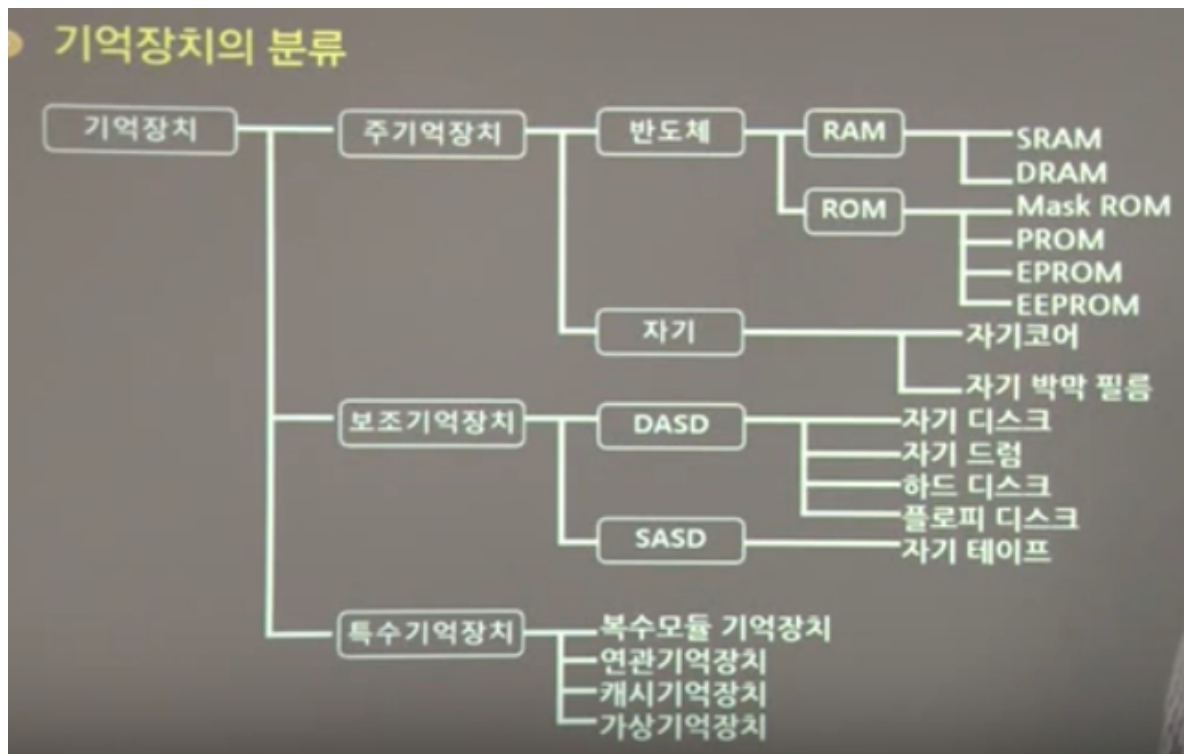 기억장치의 분류
기억장치
주기억장치
반도체
RAM
SRAM
DRAM
ROM
Mask ROM
PROM
EPROM
EEPROM
자기
자기코어
자기 박막 필름
보조기억장치
DASD
자기 디스크
자기 드럼
하드 디스크
플로피 디스크
SASD
자기 테이프
특수기억장치
복수모듈 기억장치
연관기억장치
캐시기억장치
가상기억장치